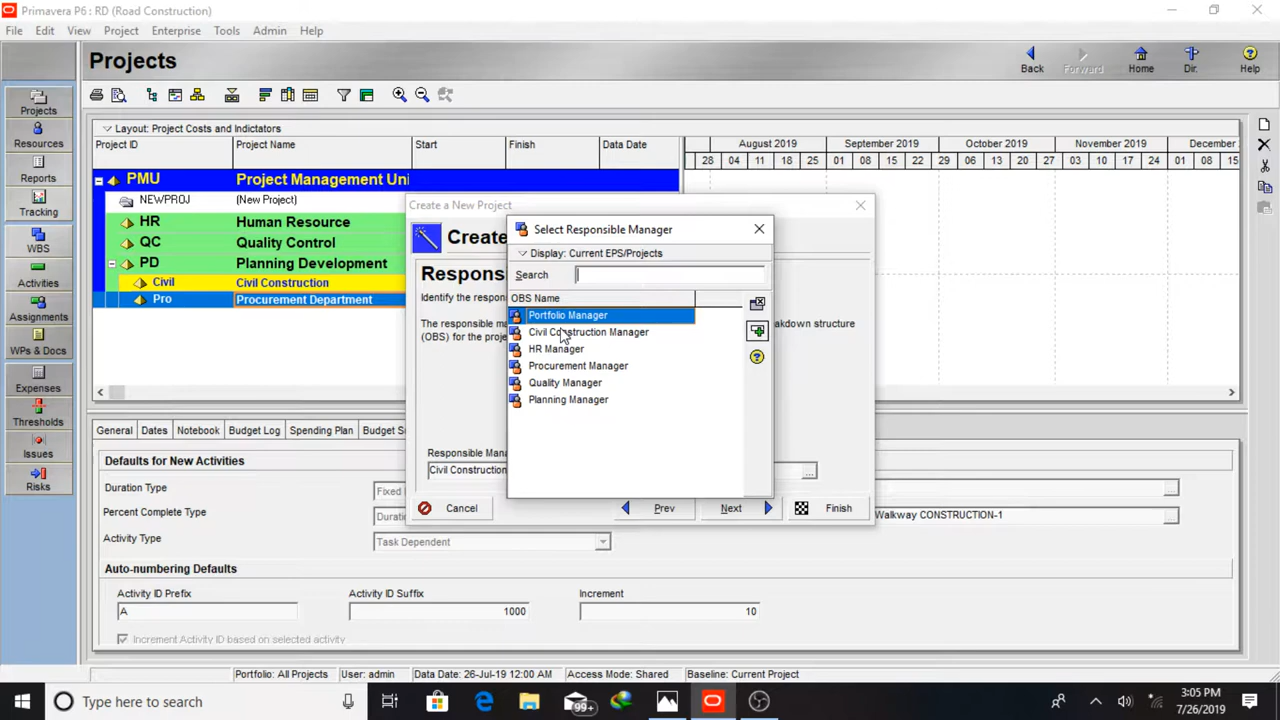 Primavera P6 : RD (Road Construction)
File Edit View Project Enterprise Tools Admin Help
Projects
Back Forward Home Dir. Help
Projects
Resources
Reports
Tracking
WBS
Activities
Assignments
WPs & Docs
Expenses
Thresholds
Issues
Risks
Layout: Project Costs and Indictators
Project ID Project Name Start Finish Data Date
August 2019 September 2019 October 2019 November 2019 December
28 04 11 18 25 01 08 15 22 29 06 13 20 27 03 10 17 24 01 08 15
PMU Project Management Uni
NEWPROJ (New Project)
HR Human Resource
QC Quality Control
PD Planning Development
Civil Civil Construction
Pro Procurement Department
Create a New Project
Create
Respons
Identify the respon
The responsible ma
(OBS) for the proje
akdown structure
Responsible Man
Civil Construction
...
Cancel Prev Next Finish
Select Responsible Manager
Display: Current EPS/Projects
Search
OBS Name
Portfolio Manager
Civil Construction Manager
HR Manager
Procurement Manager
Quality Manager
Planning Manager
General Dates Notebook Budget Log Spending Plan Budget S
Defaults for New Activities
Duration Type Fixed
Percent Complete Type Duratio
Walkway CONSTRUCTION-1
Activity Type Task Dependent
Auto-numbering Defaults
Activity ID Prefix Activity ID Suffix Increment
A 1000 10
Increment Activity ID based on selected activity
Portfolio: All Projects User: admin Data Date: 26-Jul-19 12:00 AM Access Mode: Shared Baseline: Current Project
Type here to search
99+
3:05 PM
7/26/2019